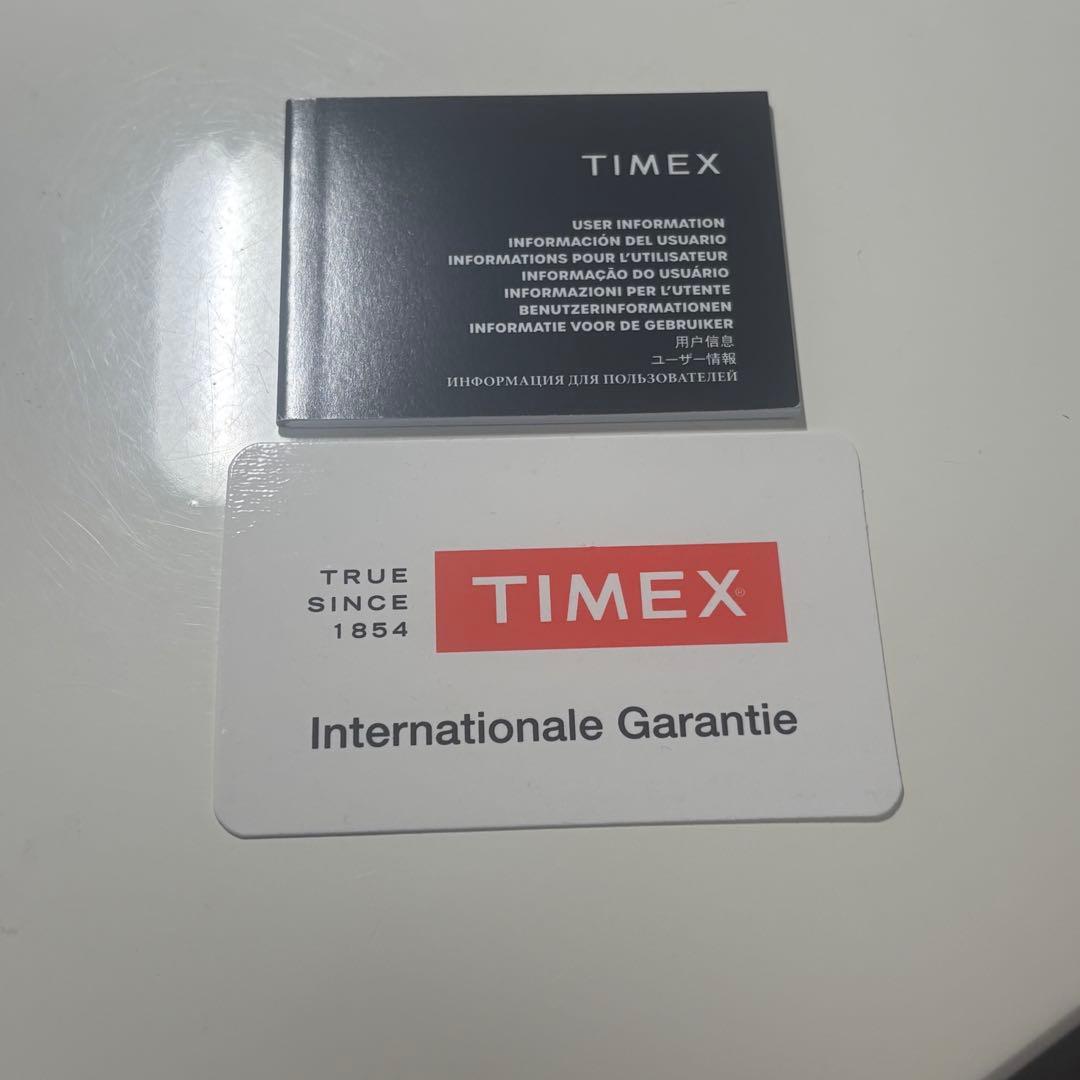 TIMEX
USER INFORMATION
INFORMACIÓN DEL USUARIO
INFORMATIONS POUR L'UTILISATEUR
INFORMAÇÃO DO USUÁRIO
INFORMAZIONI PER L'UTENTE
BENUTZERINFORMATIONEN
INFORMATIE VOOR DE GEBRUIKER
用户信息
ユーザー情報
ИНФОРМАЦИЯ ДЛЯ ПОЛЬЗОВАТЕЛЕЙ
TRUE
SINCE
1854
TIMEX®
Internationale Garantie